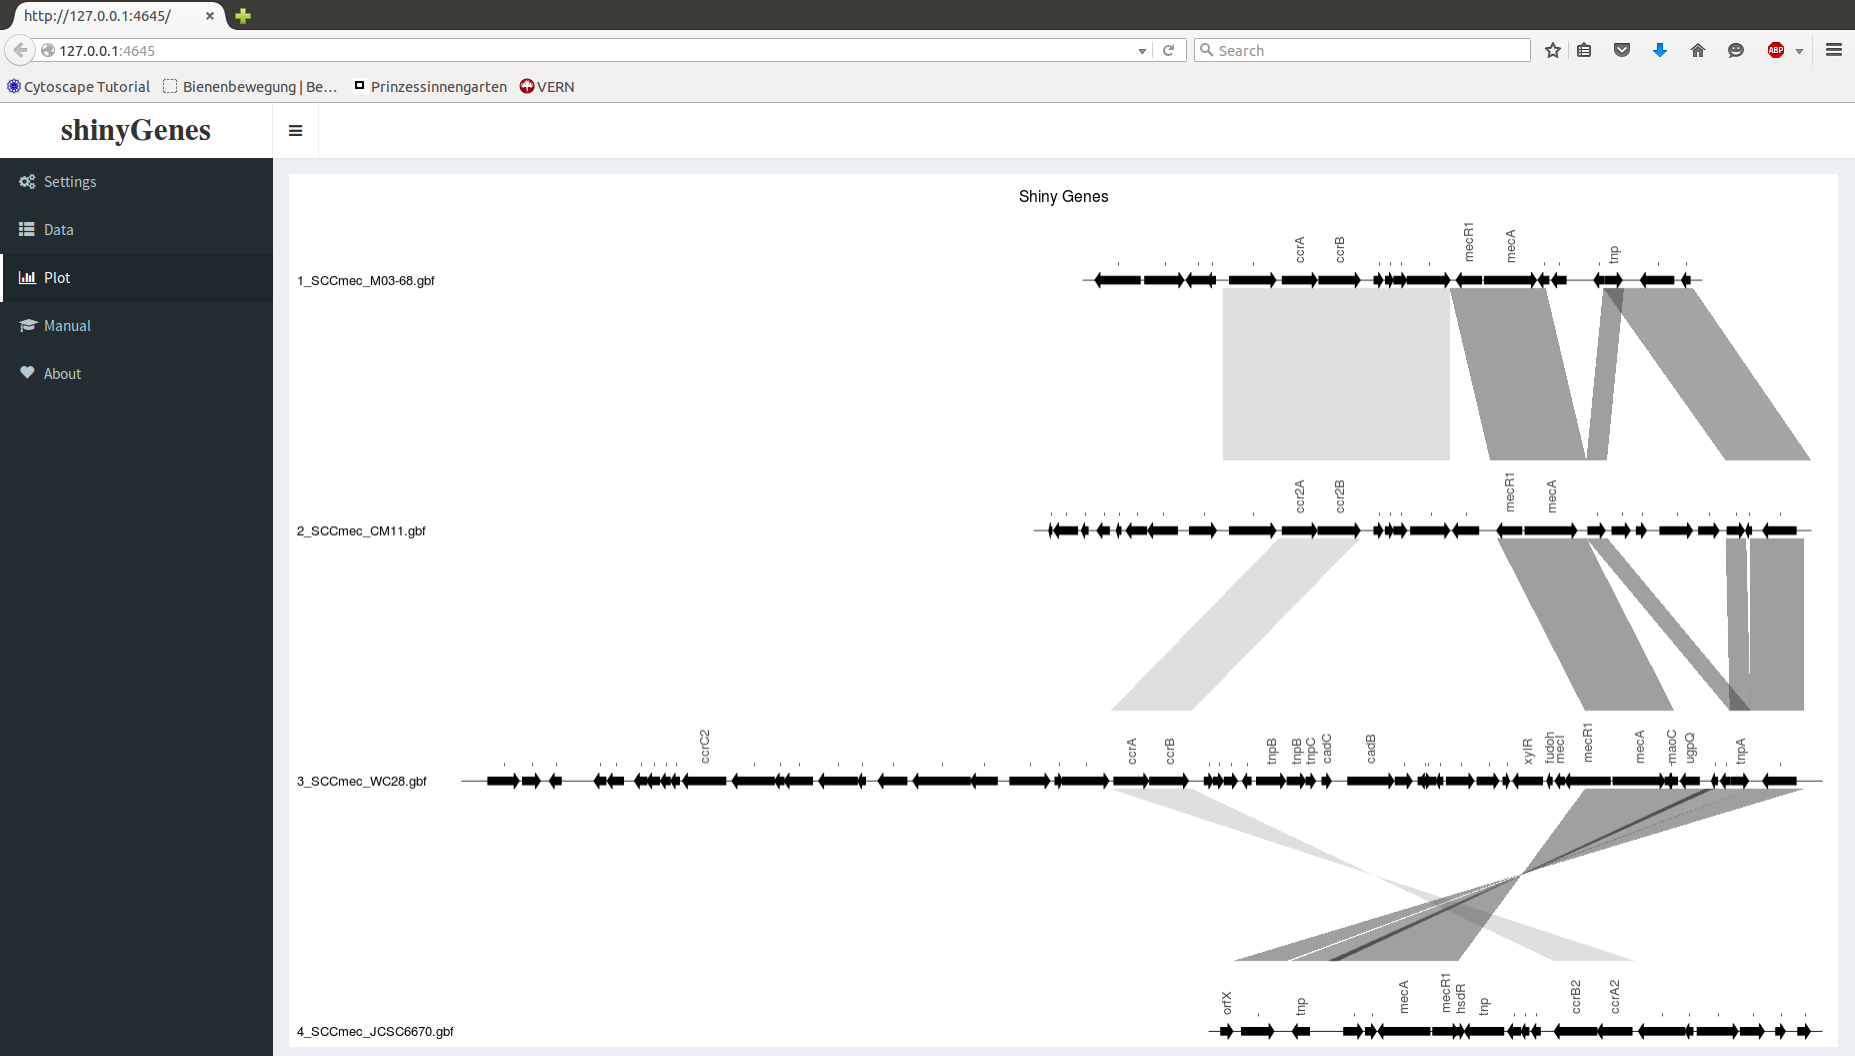 http://127.0.0.1:4645/
127.0.0.1:4645
Search
ABP
Cytoscape Tutorial
Bienenbewegung | Be...
Prinzessinnengarten
VERN
shinyGenes
Settings
Data
Plot
Manual
About
Shiny Genes
ccrA ccrB mecR1 mecA tnp
1_SCCmec_M03-68.gbf
ccr2A ccr2B mecR1 mecA
2_SCCmec_CM11.gbf
ccrC2 ccrA ccrB tnpB tnpB tnpC cadC cadB xylR fudoh mecI mecR1 mecA maoC ugpQ tnpA
3_SCCmec_WC28.gbf
orfX tnp mecA mecR1 hsdR tnp ccrB2 ccrA2
4_SCCmec_JCSC6670.gbf